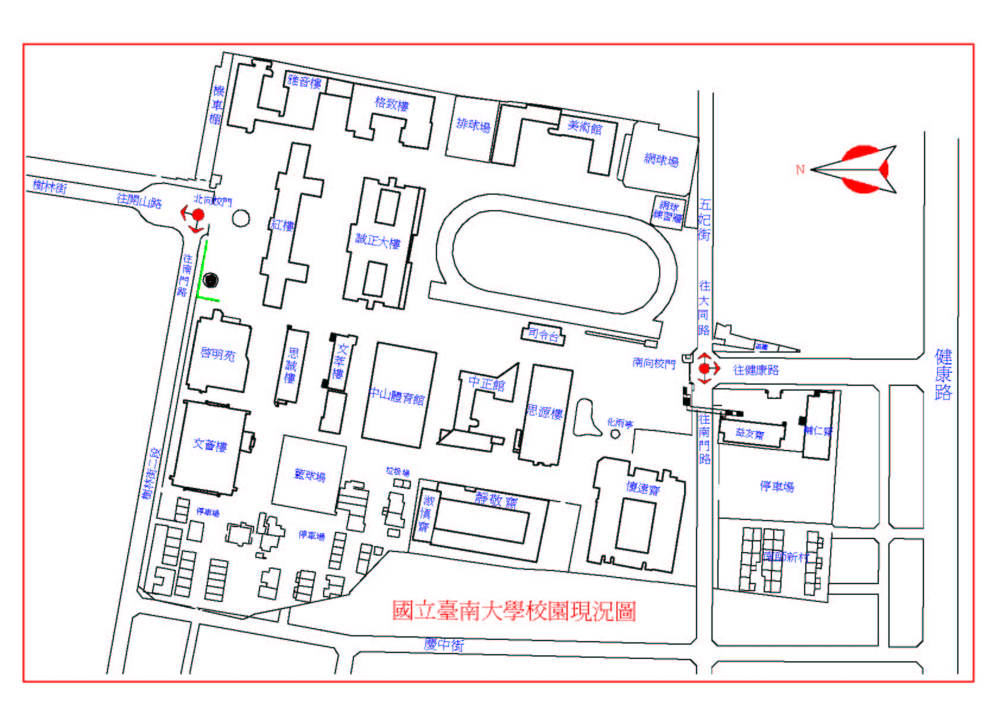 雅音樓
機車棚
格致樓
排球場
美術館
網球場
N
樹林街
往開山路
北向校門
紅樓
誠正大樓
網球
練習牆
五妃街
往南門路
往大同路
啓明苑
思誠樓
文萃樓
中山體育館
司令台
中正館
思源樓
南向校門
往健康路
健康路
化雨亭
往南門路
益友齋
輔仁齋
文薈樓
樹林街二段
籃球場
垃圾場
停車場
停車場
淑慎齋
靜敬齋
懷遠齋
停車場
南師新村
國立臺南大學校園現況圖
慶中街